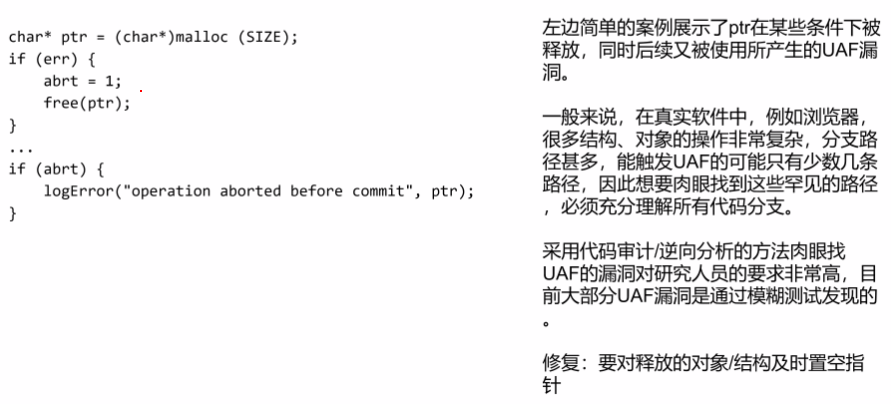 char* ptr = (char*)malloc (SIZE);
if (err) {
    abrt = 1;
    free(ptr);
}
...
if (abrt) {
    logError("operation aborted before commit", ptr);
}
左边简单的案例展示了ptr在某些条件下被
释放，同时后续又被使用所产生的UAF漏
洞。
一般来说，在真实软件中，例如浏览器，
很多结构、对象的操作非常复杂，分支路
径甚多，能触发UAF的可能只有少数几条
路径，因此想要肉眼找到这些罕见的路径
，必须充分理解所有代码分支。
采用代码审计/逆向分析的方法肉眼找
UAF的漏洞对研究人员的要求非常高，目
前大部分UAF漏洞是通过模糊测试发现的
。
修复：要对释放的对象/结构及时置空指
针